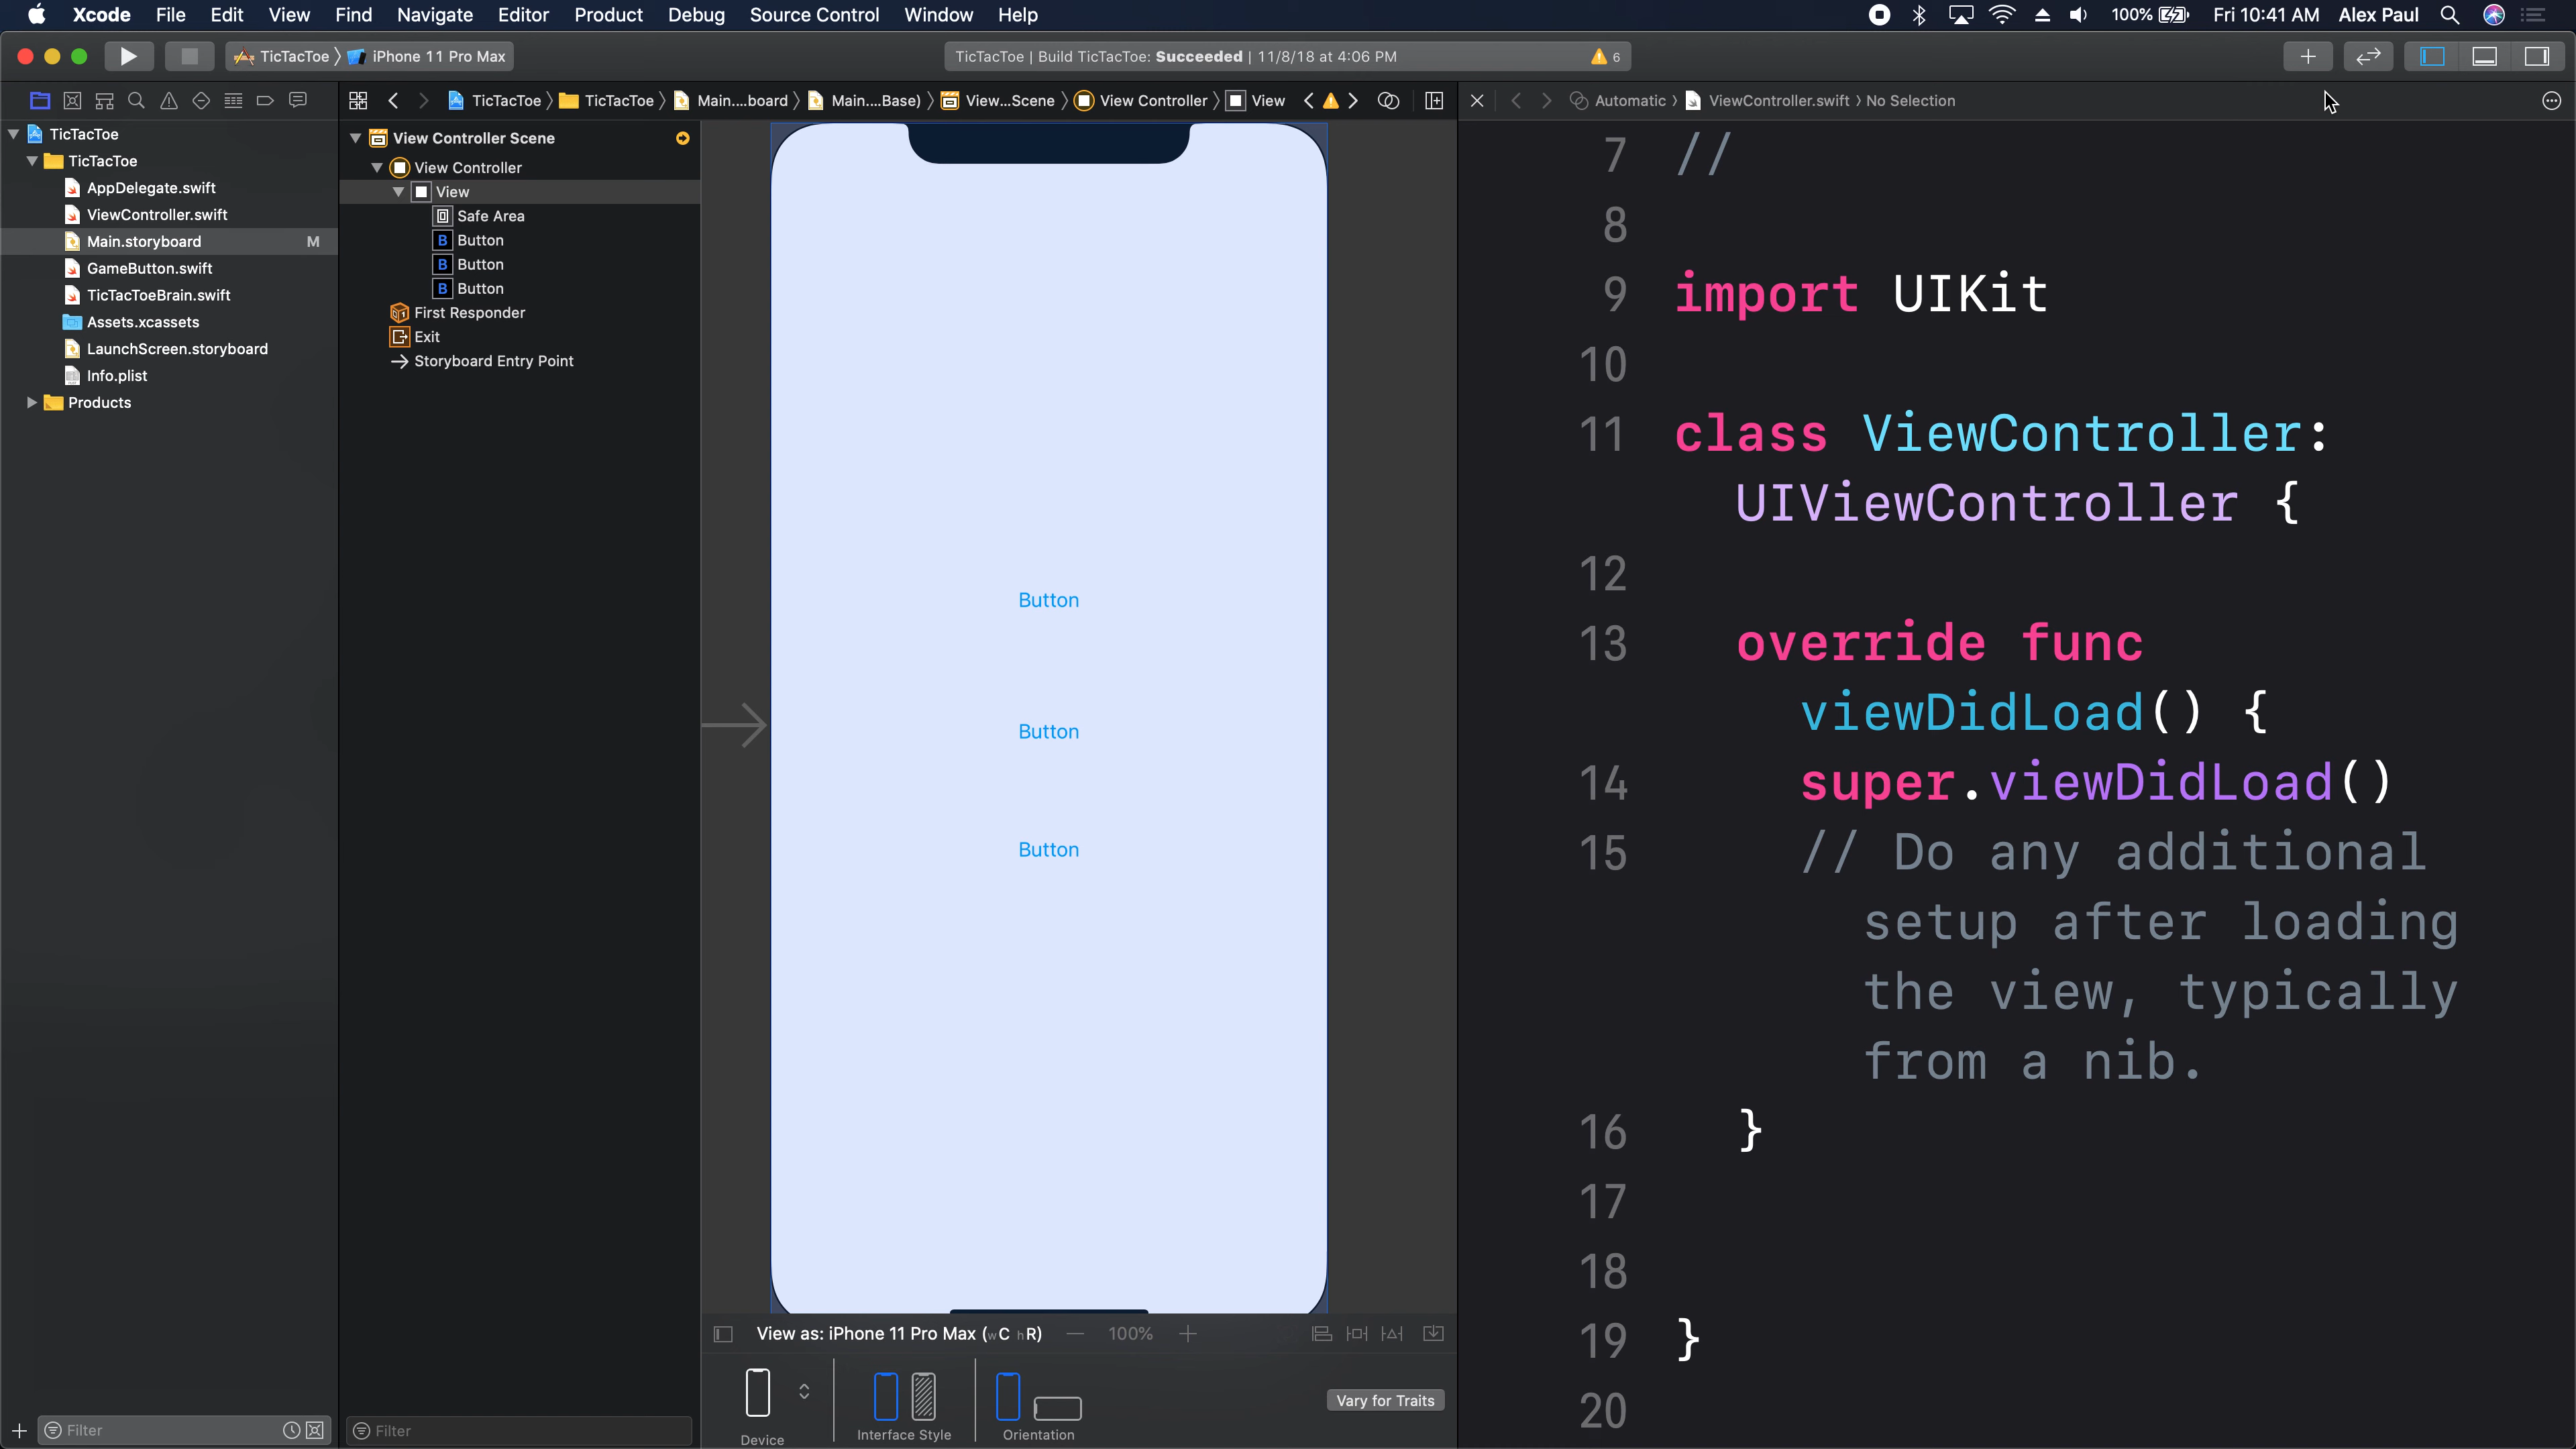 Xcode File Edit View Find Navigate Editor Product Debug Source Control Window Help 100% Fri 10:41 AM Alex Paul
TicTacToe iPhone 11 Pro Max
TicTacToe | Build TicTacToe: Succeeded | 11/8/18 at 4:06 PM 6
TicTacToe TicTacToe Main....board Main....Base) View...Scene View Controller View
Automatic ViewController.swift No Selection
TicTacToe
TicTacToe
AppDelegate.swift
ViewController.swift
Main.storyboard M
GameButton.swift
TicTacToeBrain.swift
Assets.xcassets
LaunchScreen.storyboard
Info.plist
Products
Filter
View Controller Scene
View Controller
View
Safe Area
B Button
B Button
B Button
First Responder
Exit
Storyboard Entry Point
Filter
Button
Button
Button
View as: iPhone 11 Pro Max (wC hR) 100%
Device
Interface Style
Orientation
Vary for Traits
7 //
8
9 import UIKit
10
11 class ViewController:
UIViewController {
12
13 override func
viewDidLoad() {
14 super.viewDidLoad()
15 // Do any additional
setup after loading
the view, typically
from a nib.
16 }
17
18
19 }
20